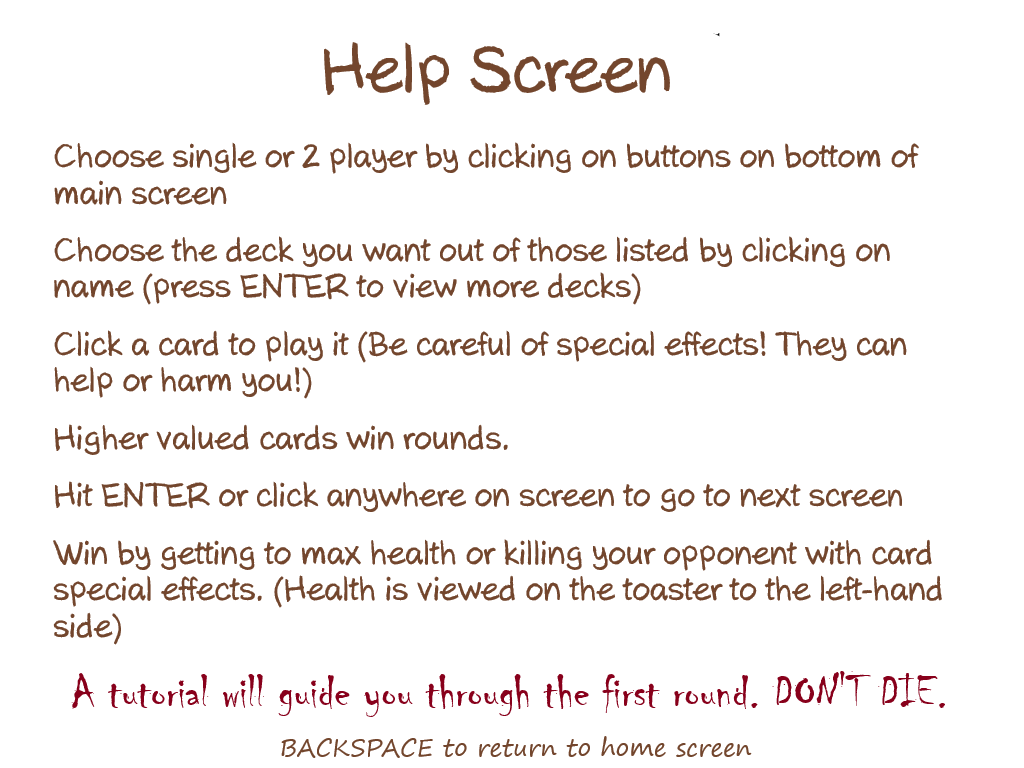 Help Screen
Choose single or 2 player by clicking on buttons on bottom of
main screen
Choose the deck you want out of those listed by clicking on
name (press ENTER to view more decks)
Click a card to play it (Be careful of special effects! They can
help or harm you!)
Higher valued cards win rounds.
Hit ENTER or click anywhere on screen to go to next screen
Win by getting to max health or killing your opponent with card
special effects. (Health is viewed on the toaster to the left-hand
side)
A tutorial will guide you through the first round. DON'T DIE.
BACKSPACE to return to home screen